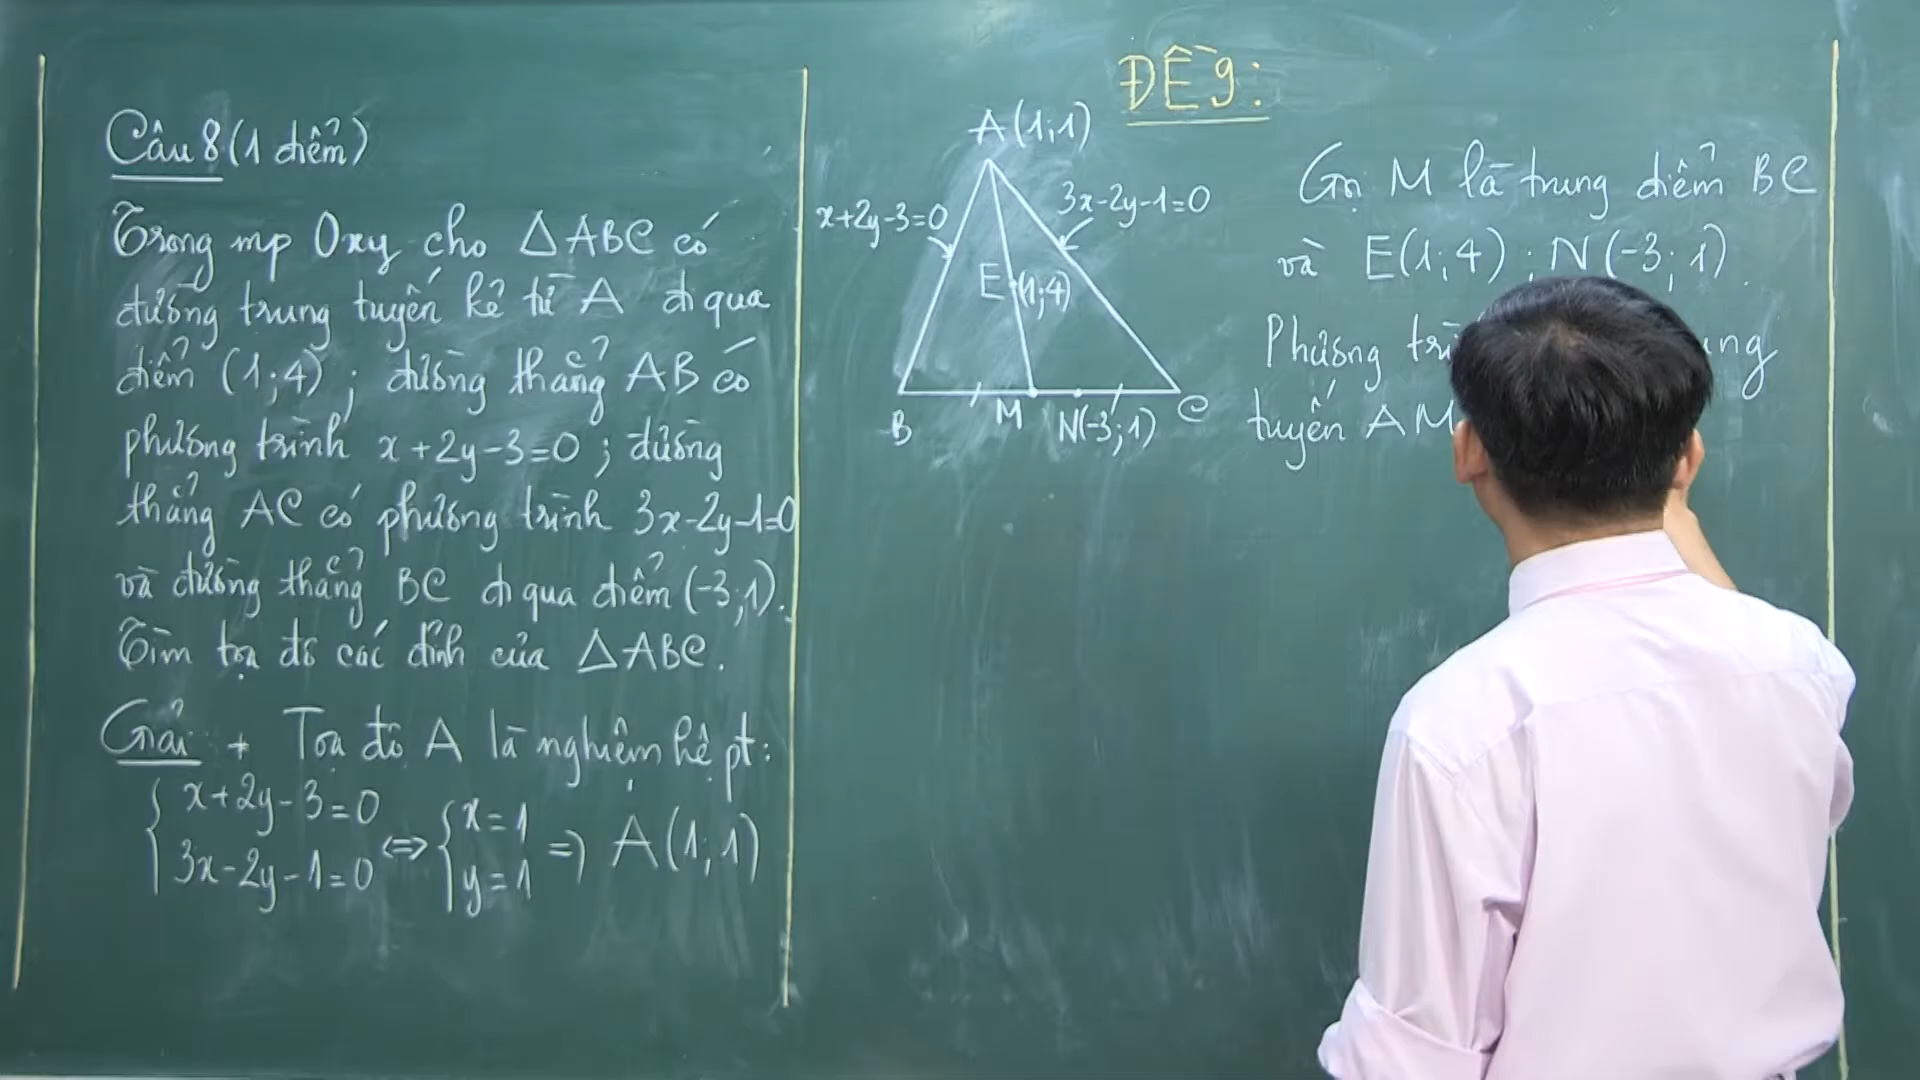 Câu 8 (1 điểm)
Trong mp Oxy cho △ABC có
đường trung tuyến kẻ từ A đi qua
điểm (1;4) ; đường thẳng AB có
phương trình x+2y-3=0 ; đường
thẳng AC có phương trình 3x-2y-1=0
và đường thẳng BC đi qua điểm (-3;1).
Tìm tọa độ các đỉnh của △ABC.
Giải + Tọa độ A là nghiệm hệ pt:
x+2y-3=0
3x-2y-1=0 <=> x=1
y=1 => A(1;1)
ĐỀ 9:
A(1;1)
x+2y-3=0
3x-2y-1=0
E (1;4)
B M N(-3;1) C
Gọi M là trung điểm BC
và E(1;4) ; N(-3;1).
Phương
tuyến AM